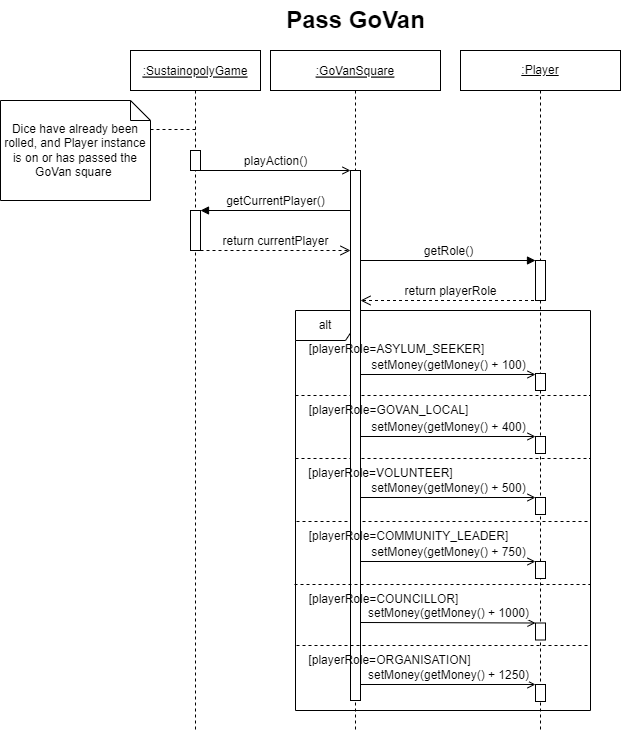 Pass GoVan
:SustainopolyGame
:GoVanSquare
:Player
Dice have already been
rolled, and Player instance
is on or has passed the
GoVan square
playAction()
getCurrentPlayer()
return currentPlayer
getRole()
return playerRole
alt
[playerRole=ASYLUM_SEEKER]
setMoney(getMoney() + 100)
[playerRole=GOVAN_LOCAL]
setMoney(getMoney() + 400)
[playerRole=VOLUNTEER]
setMoney(getMoney() + 500)
[playerRole=COMMUNITY_LEADER]
setMoney(getMoney() + 750)
[playerRole=COUNCILLOR]
setMoney(getMoney() + 1000)
[playerRole=ORGANISATION]
setMoney(getMoney() + 1250)